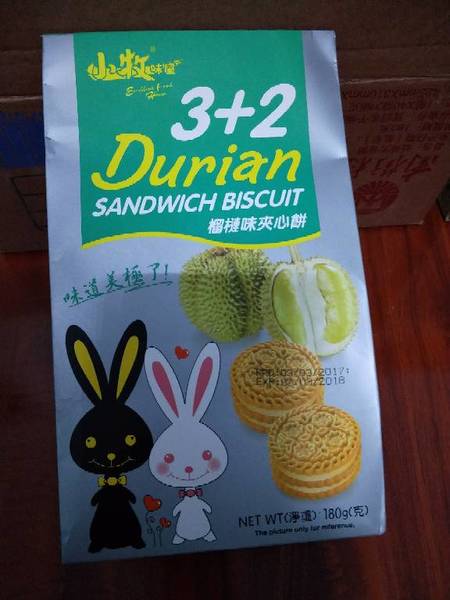 小牧味屋
3+2
Durian
SANDWICH BISCUIT
榴槤味夾心餅
味道美極了!
NET WT(淨重): 180g(克)
The picture only for rnference.